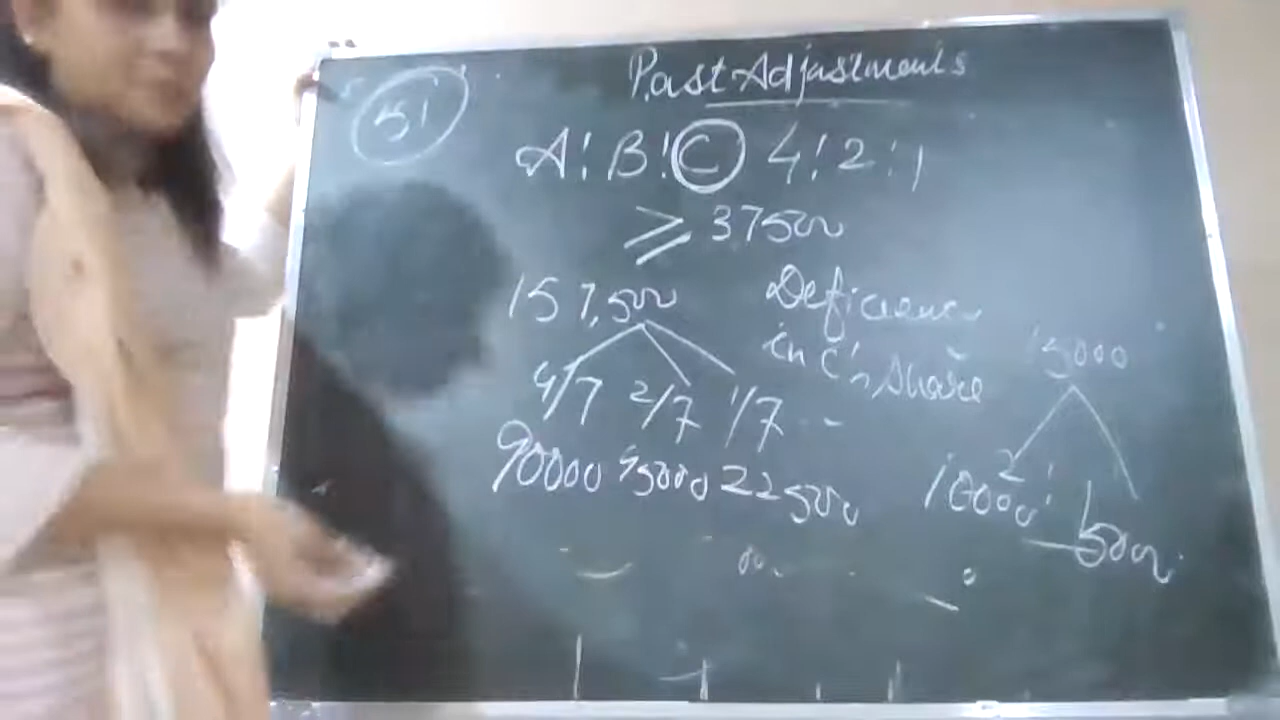 51
Past Adjustments
A : B : C 4 : 2 : 1
≥ 37500
157,500
Deficiency
in C's Share
15000
4/7 2/7 1/7
90000 45000 22500
2 : 1
10000 5000